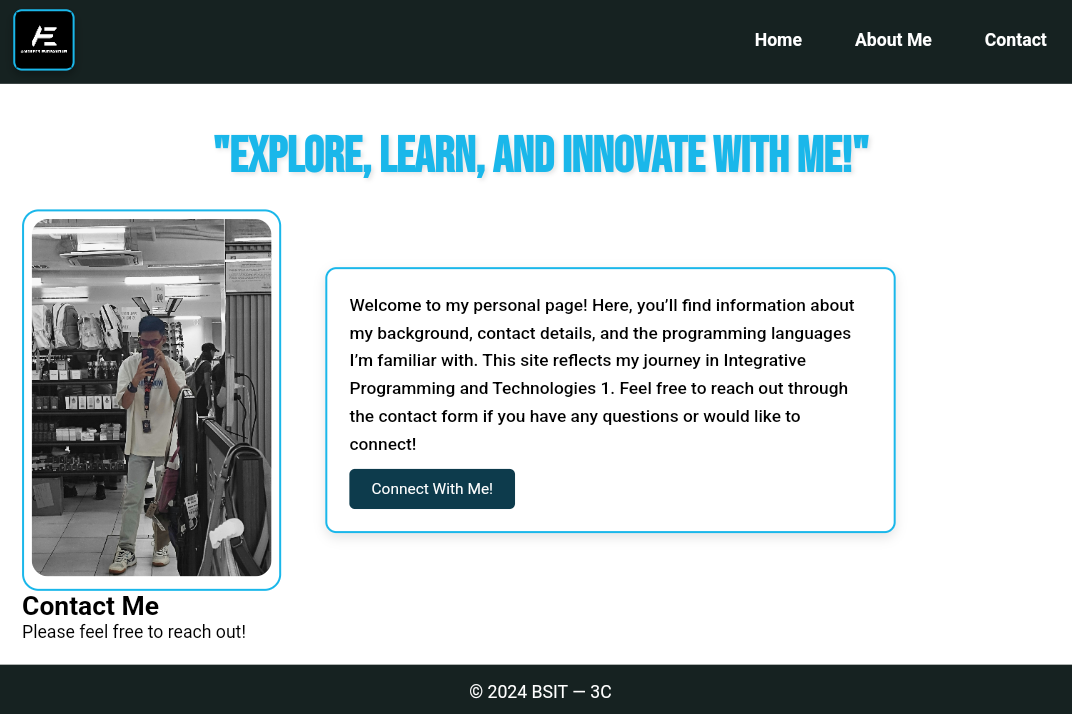 Home
About Me
Contact
"EXPLORE, LEARN, AND INNOVATE WITH ME!"
Welcome to my personal page! Here, you’ll find information about
my background, contact details, and the programming languages
I’m familiar with. This site reflects my journey in Integrative
Programming and Technologies 1. Feel free to reach out through
the contact form if you have any questions or would like to
connect!
Connect With Me!
Contact Me
Please feel free to reach out!
© 2024 BSIT — 3C